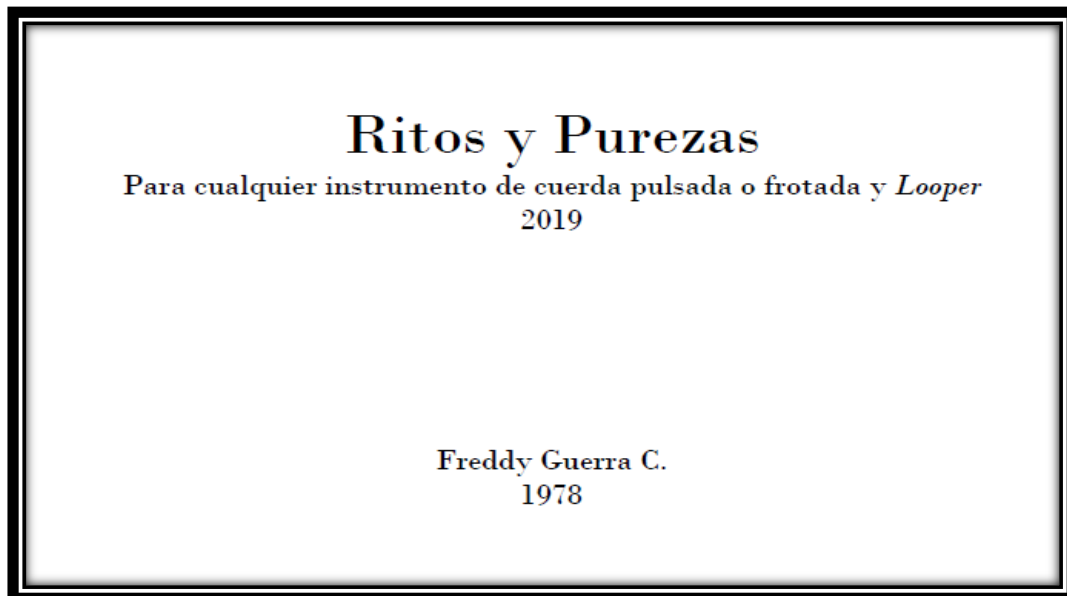 Ritos y Purezas
Para cualquier instrumento de cuerda pulsada o frotada y Looper
2019
Freddy Guerra C.
1978